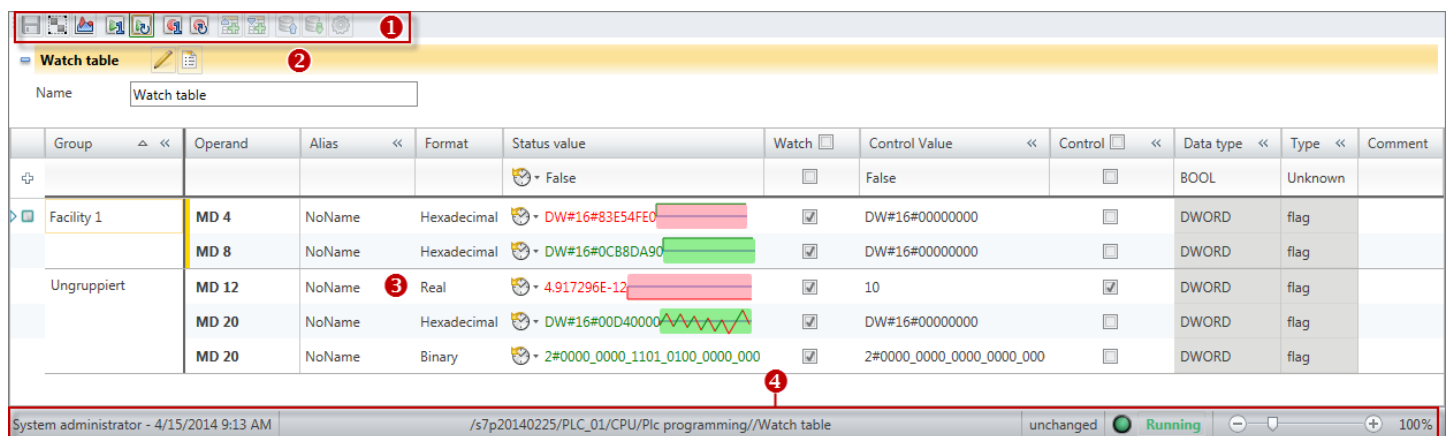 1
Watch table 2
Name Watch table
Group Operand Alias Format Status value Watch Control Value Control Data type Type Comment
False False BOOL Unknown
Facility 1 MD 4 NoName Hexadecimal DW#16#83E54FE0 DW#16#00000000 DWORD flag
MD 8 NoName Hexadecimal DW#16#0CB8DA90 DW#16#00000000 DWORD flag
Ungruppiert MD 12 NoName 3 Real 4.917296E-12 10 DWORD flag
MD 20 NoName Hexadecimal DW#16#00D40000 DW#16#00000000 DWORD flag
MD 20 NoName Binary 2#0000_0000_1101_0100_0000_000 2#0000_0000_0000_0000_000 DWORD flag
4
System administrator - 4/15/2014 9:13 AM /s7p20140225/PLC_01/CPU/Plc programming//Watch table unchanged Running 100%